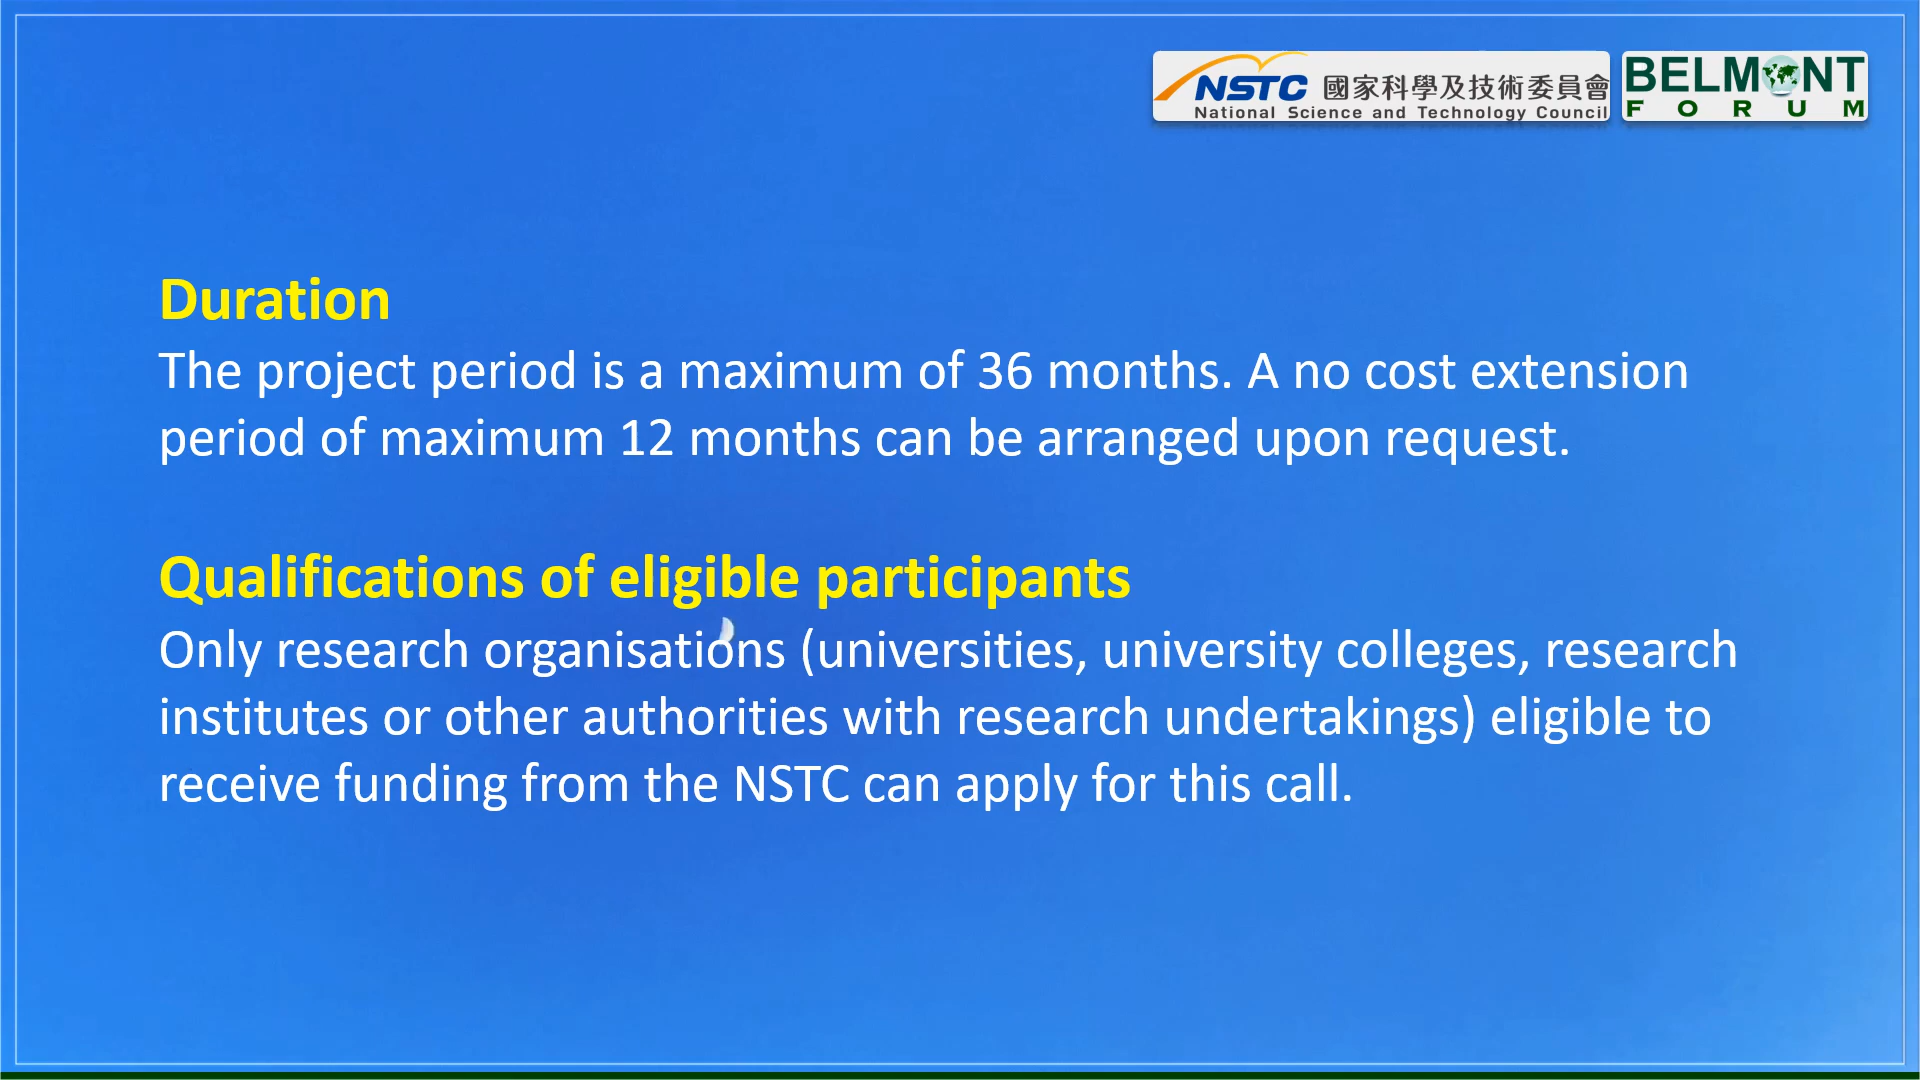 NSTC 國家科學及技術委員會
National Science and Technology Council
BELMONT
FORUM
Duration
The project period is a maximum of 36 months. A no cost extension
period of maximum 12 months can be arranged upon request.
Qualifications of eligible participants
Only research organisations (universities, university colleges, research
institutes or other authorities with research undertakings) eligible to
receive funding from the NSTC can apply for this call.